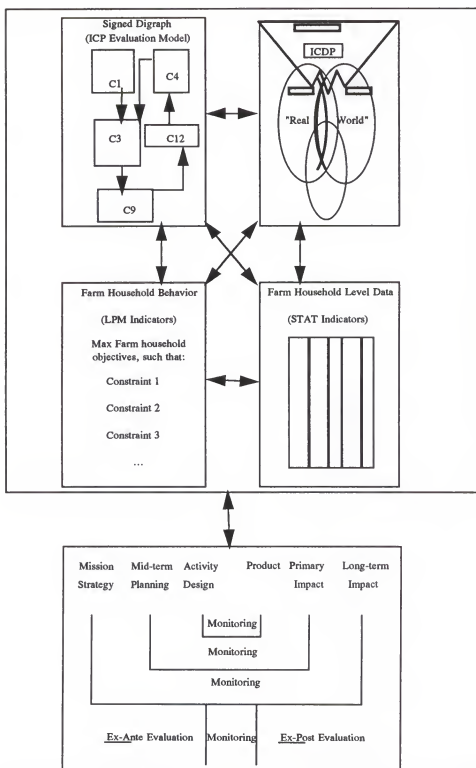 Signed Digraph
(ICP Evaluation Model)
C1
C4
C3
C12
C9
ICDP
"Real World"
Farm Household Behavior
(LPM Indicators)
Max Farm household
objectives, such that:
Constraint 1
Constraint 2
Constraint 3
...
Farm Household Level Data
(STAT Indicators)
Mission Mid-term Activity Product Primary Long-term
Strategy Planning Design Impact Impact
Monitoring
Monitoring
Monitoring
Ex-Ante Evaluation Monitoring Ex-Post Evaluation